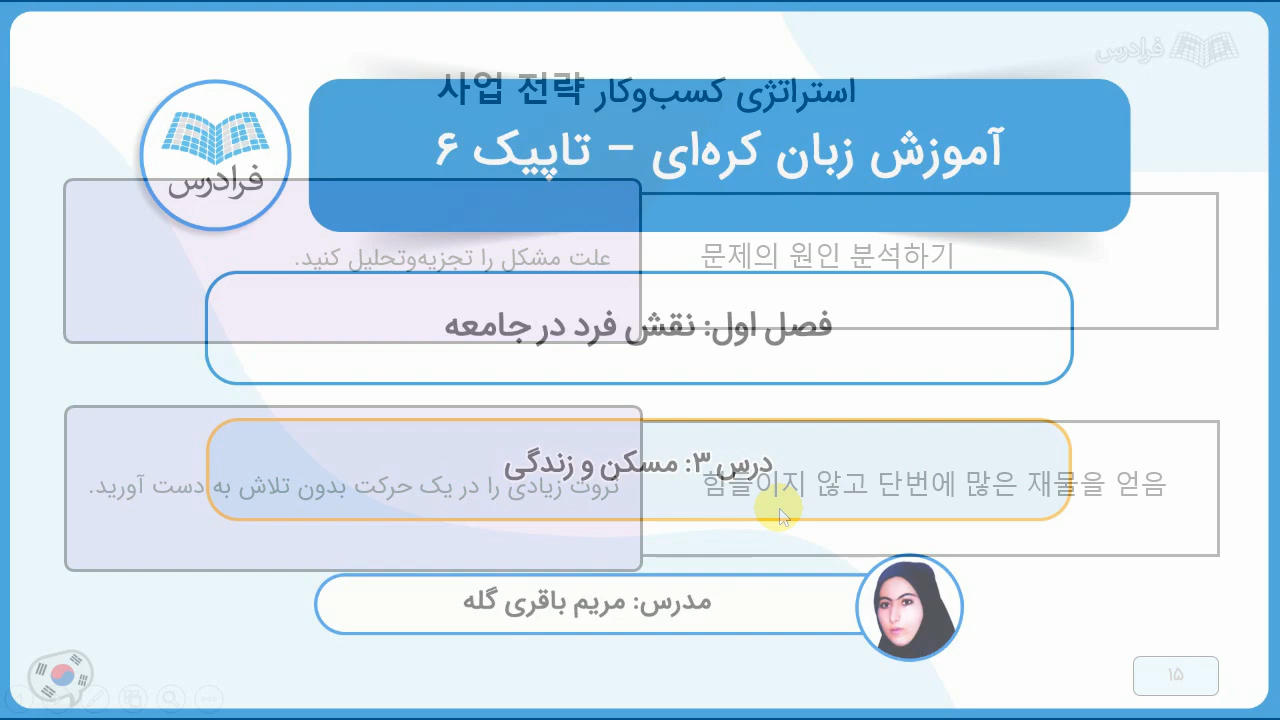 فرادرس
استراتژی کسب‌وکار 사업 전략
آموزش زبان کره‌ای – تاپیک ۶
فرادرس
문제의 원인 분석하기
علت مشکل را تجزیه‌وتحلیل کنید.
فصل اول: نقش فرد در جامعه
درس ۳: مسکن و زندگی
힘들이지 않고 단번에 많은 재물을 얻음
ثروت زیادی را در یک حرکت بدون تلاش به دست آورید.
مدرس: مریم باقری گله
۱۵